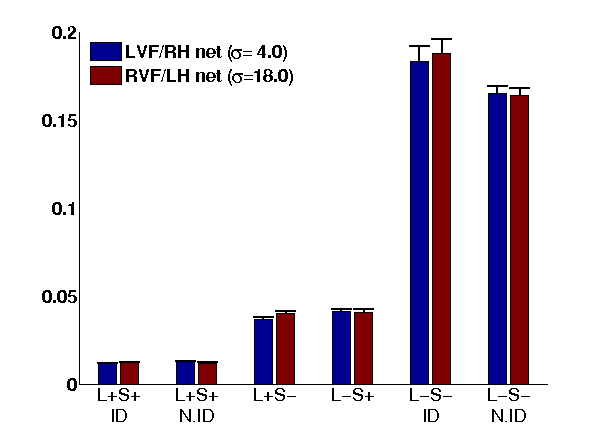 0.2
LVF/RH net (σ= 4.0)
RVF/LH net (σ=18.0)
0.15
0.1
0.05
0
L+S+ L+S+ L+S− L−S+ L−S− L−S−
ID N.ID ID N.ID